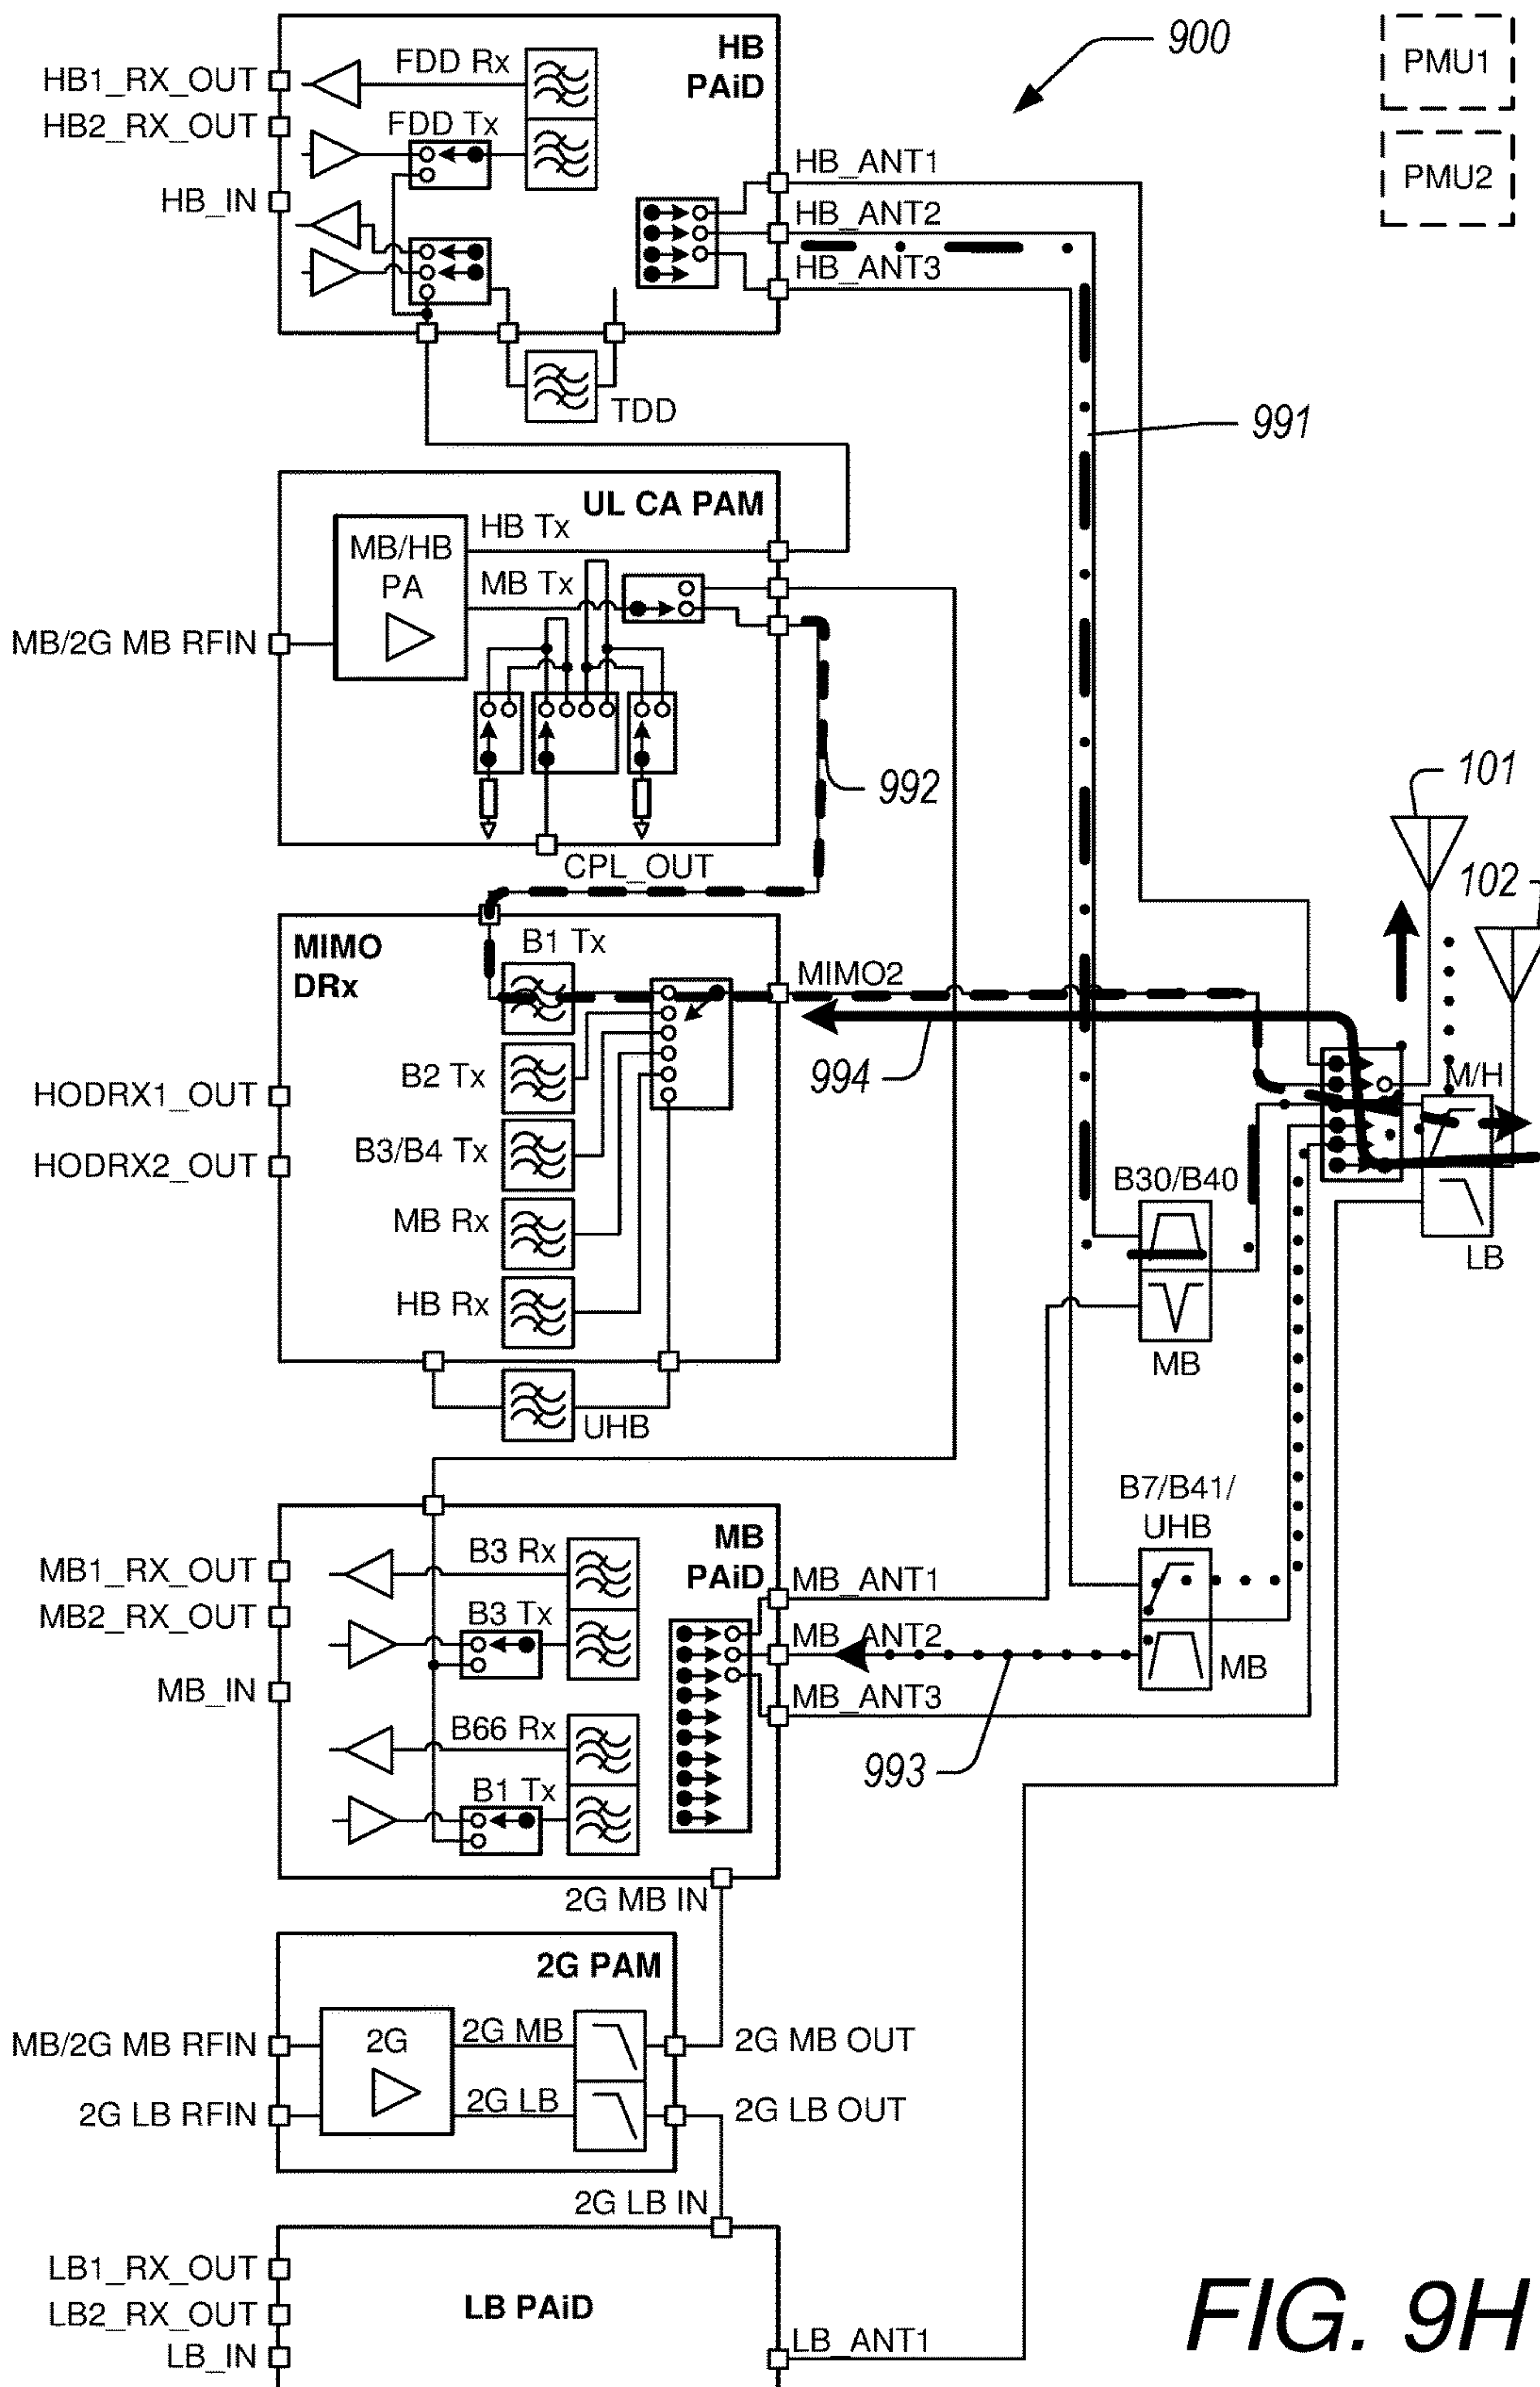 HB
PAiD
FDD Rx
HB1_RX_OUT
HB2_RX_OUT
FDD Tx
HB_IN
HB_ANT1
HB_ANT2
HB_ANT3
TDD
900
PMU1
PMU2
991
UL CA PAM
HB Tx
MB/HB
PA
MB Tx
MB/2G MB RFIN
CPL_OUT
992
101
102
MIMO
DRx
B1 Tx
MIMO2
B2 Tx
994
M/H
HODRX1_OUT
B3/B4 Tx
HODRX2_OUT
B30/B40
MB Rx
LB
HB Rx
MB
UHB
B7/B41/
UHB
MB
PAiD
MB1_RX_OUT
B3 Rx
MB_ANT1
MB2_RX_OUT
B3 Tx
MB_ANT2
MB
MB_IN
MB_ANT3
B66 Rx
993
B1 Tx
2G MB IN
2G PAM
MB/2G MB RFIN
2G
2G MB
2G MB OUT
2G LB RFIN
2G LB
2G LB OUT
2G LB IN
LB1_RX_OUT
LB2_RX_OUT
LB PAiD
LB_IN
LB_ANT1
FIG. 9H